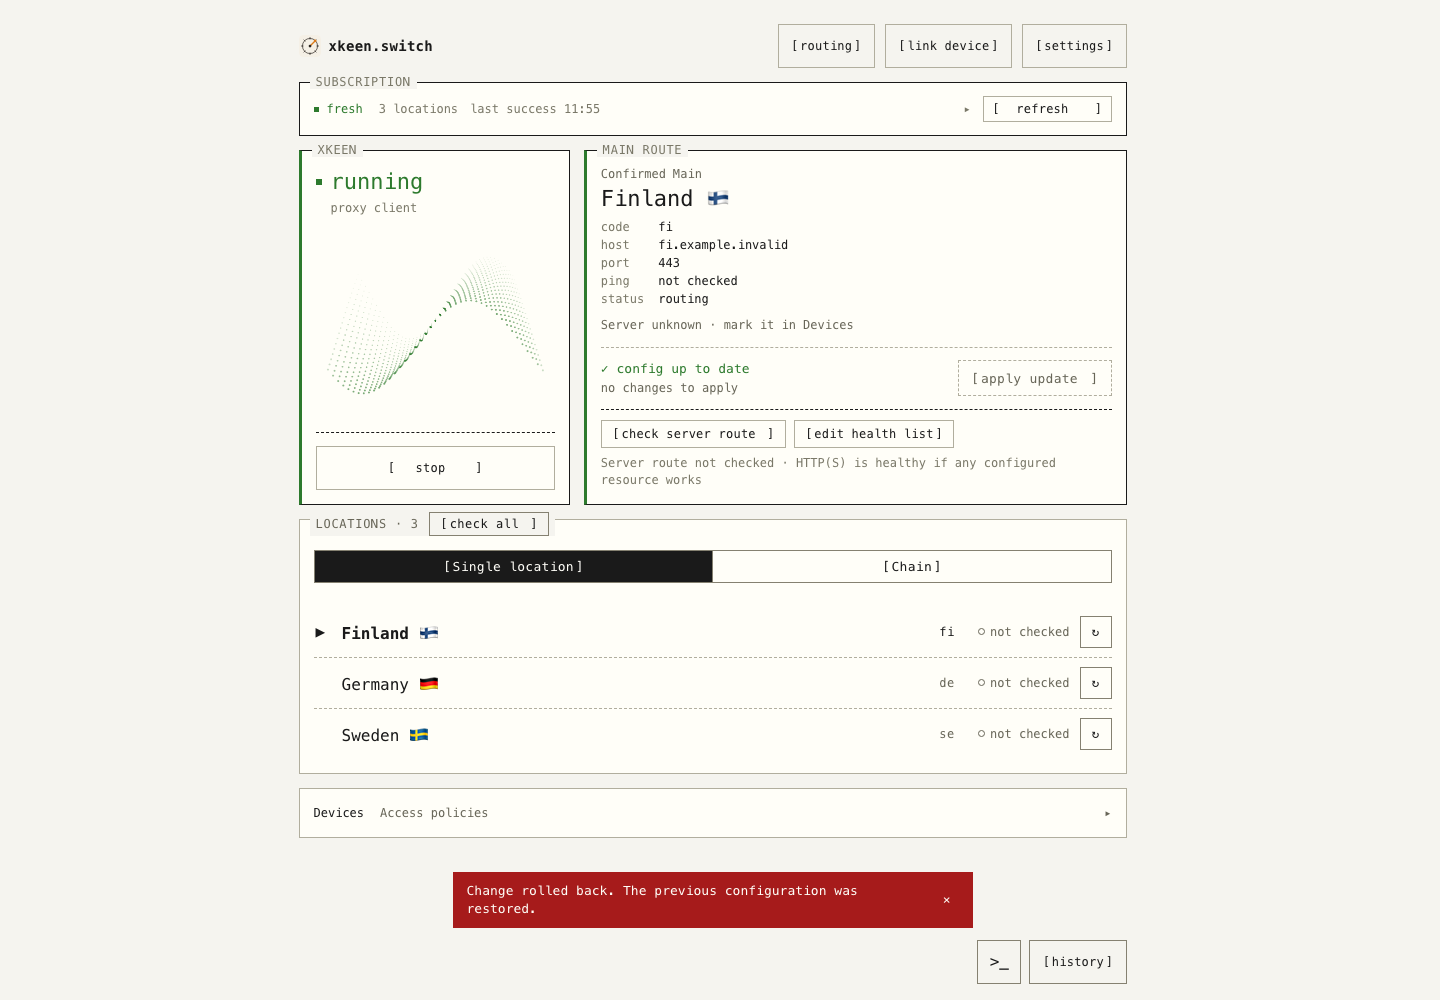 xkeen.switch
[routing] [link device] [settings]
SUBSCRIPTION
fresh 3 locations last success 11:55 ▸ [ refresh ]
XKEEN
running
proxy client
[ stop ]
MAIN ROUTE
Confirmed Main
Finland 🇫🇮
code fi
host fi.example.invalid
port 443
ping not checked
status routing
Server unknown · mark it in Devices
✓ config up to date
no changes to apply
[apply update ]
[check server route ] [edit health list]
Server route not checked · HTTP(S) is healthy if any configured
resource works
LOCATIONS · 3 [check all ]
[Single location] [Chain]
▶ Finland 🇫🇮 fi ○ not checked ↻
Germany 🇩🇪 de ○ not checked ↻
Sweden 🇸🇪 se ○ not checked ↻
Devices Access policies ▸
Change rolled back. The previous configuration was
restored.
×
>_ [history]